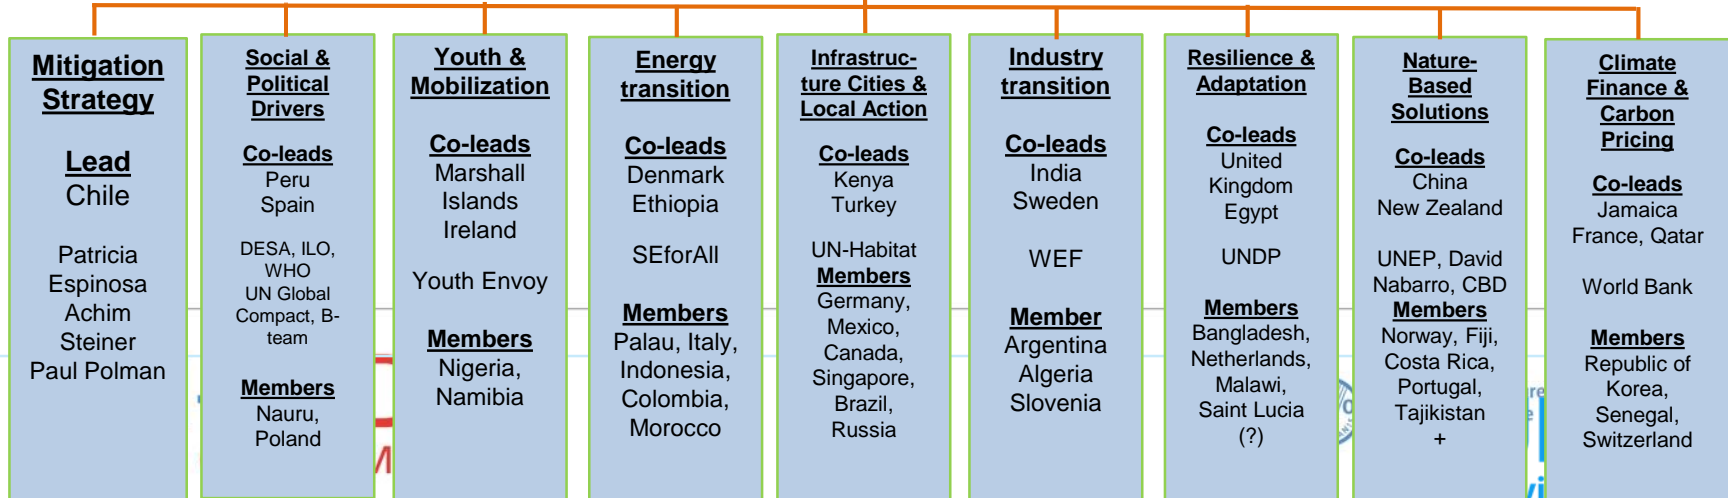 Mitigation
Strategy
Lead
Chile
Patricia
Espinosa
Achim
Steiner
Paul Polman
Social &
Political
Drivers
Co-leads
Peru
Spain
DESA, ILO,
WHO
UN Global
Compact, B-
team
Members
Nauru,
Poland
Youth &
Mobilization
Co-leads
Marshall
Islands
Ireland
Youth Envoy
Members
Nigeria,
Namibia
Energy
transition
Co-leads
Denmark
Ethiopia
SEforAll
Members
Palau, Italy,
Indonesia,
Colombia,
Morocco
Infrastruc-
ture Cities &
Local Action
Co-leads
Kenya
Turkey
UN-Habitat
Members
Germany,
Mexico,
Canada,
Singapore,
Brazil,
Russia
Industry
transition
Co-leads
India
Sweden
WEF
Member
Argentina
Algeria
Slovenia
Resilience &
Adaptation
Co-leads
United
Kingdom
Egypt
UNDP
Members
Bangladesh,
Netherlands,
Malawi,
Saint Lucia
(?)
Nature-
Based
Solutions
Co-leads
China
New Zealand
UNEP, David
Nabarro, CBD
Members
Norway, Fiji,
Costa Rica,
Portugal,
Tajikistan
+
Climate
Finance &
Carbon
Pricing
Co-leads
Jamaica
France, Qatar
World Bank
Members
Republic of
Korea,
Senegal,
Switzerland